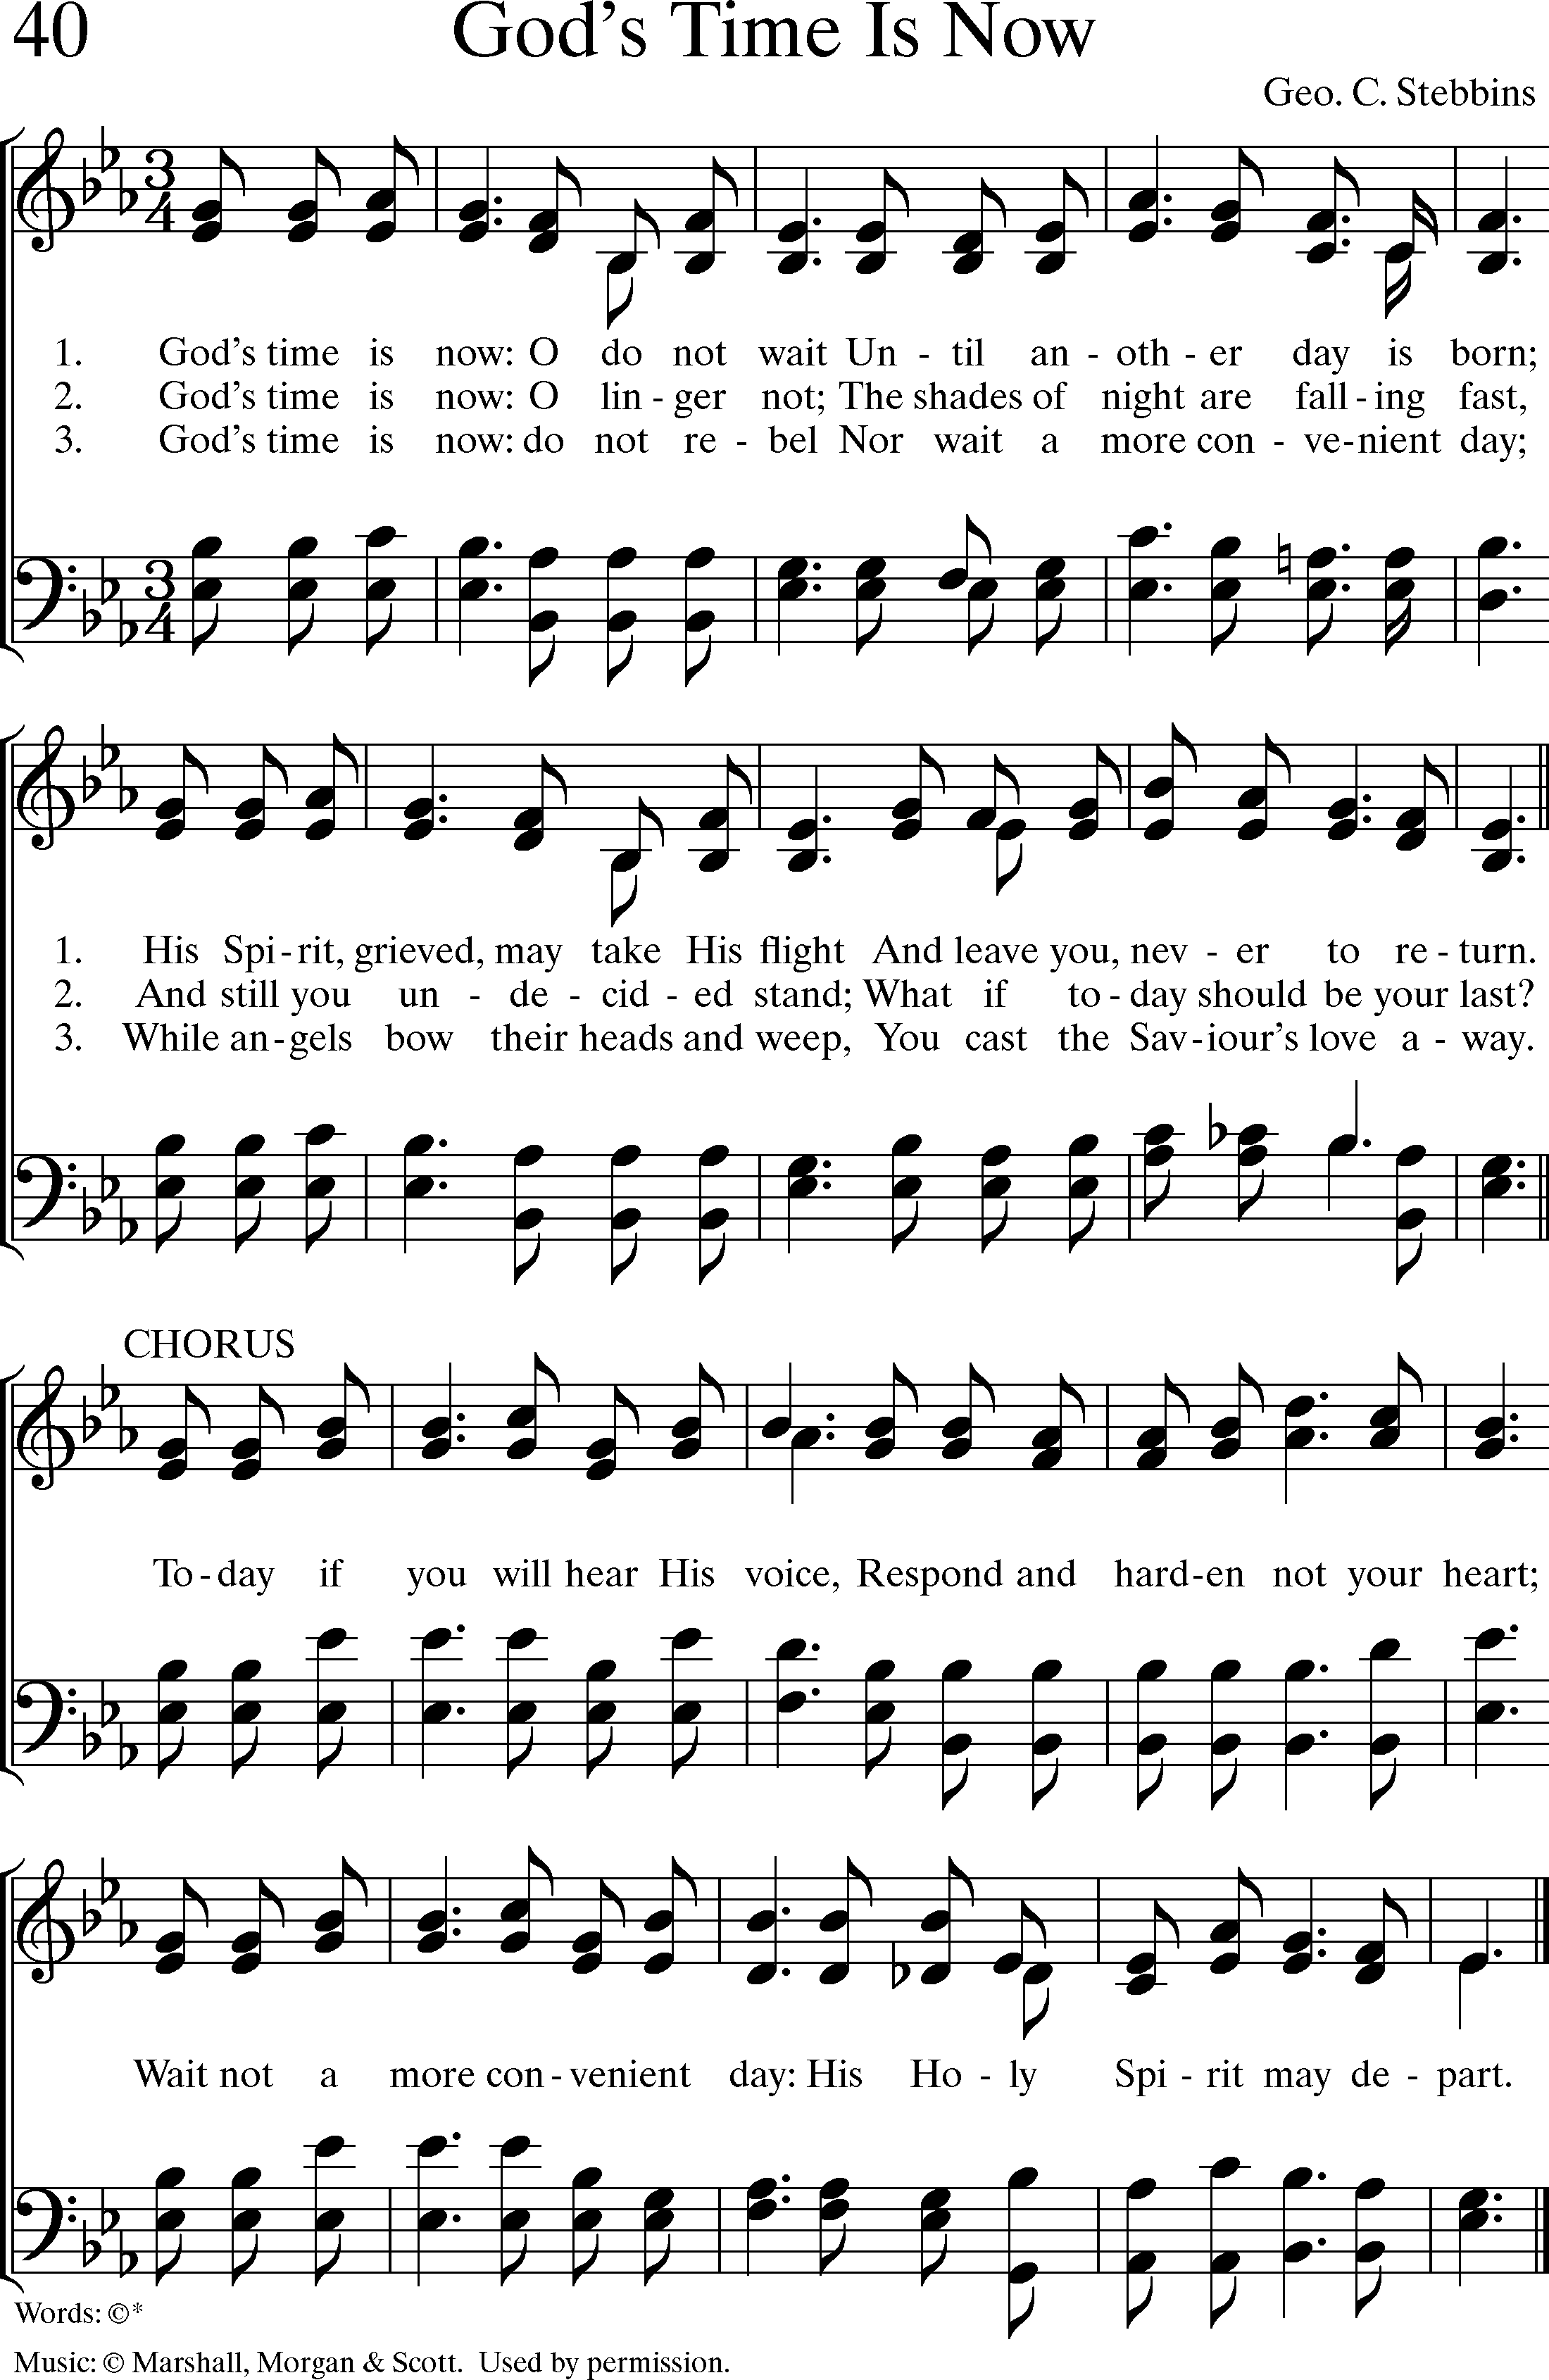 40 God's Time Is Now
Geo. C. Stebbins
1. God's time is now: O do not wait Un - til an - oth - er day is born;
2. God's time is now: O lin - ger not; The shades of night are fall - ing fast,
3. God's time is now: do not re - bel Nor wait a more con - ve - nient day;
1. His Spi - rit, grieved, may take His flight And leave you, nev - er to re - turn.
2. And still you un - de - cid - ed stand; What if to - day should be your last?
3. While an - gels bow their heads and weep, You cast the Sav - iour's love a - way.
CHORUS
To - day if you will hear His voice, Respond and hard - en not your heart;
Wait not a more con - venient day: His Ho - ly Spi - rit may de - part.
Words: ©*
Music: © Marshall, Morgan & Scott. Used by permission.